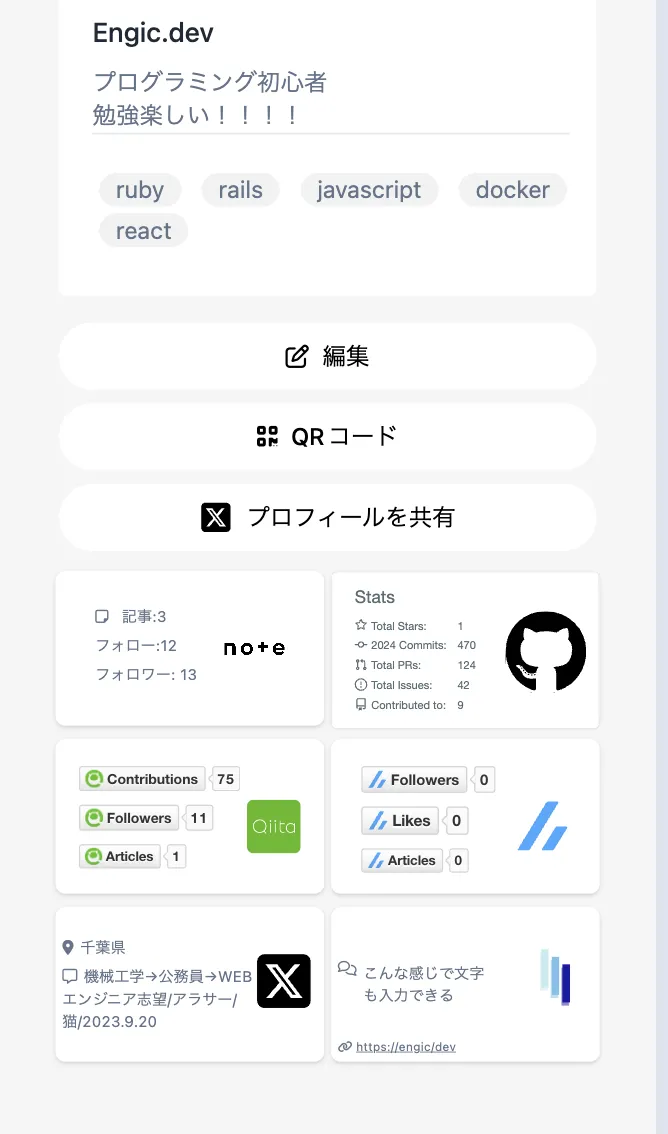 Engic.dev
プログラミング初心者
勉強楽しい！！！！
ruby rails javascript docker
react
編集
QRコード
プロフィールを共有
記事:3
フォロー:12
フォロワー: 13
note
Stats
Total Stars: 1
2024 Commits: 470
Total PRs: 124
Total Issues: 42
Contributed to: 9
Contributions 75
Followers 11
Articles 1
Qiita
Followers 0
Likes 0
Articles 0
千葉県
機械工学→公務員→WEB
エンジニア志望/アラサー/
猫/2023.9.20
こんな感じで文字
も入力できる
https://engic/dev